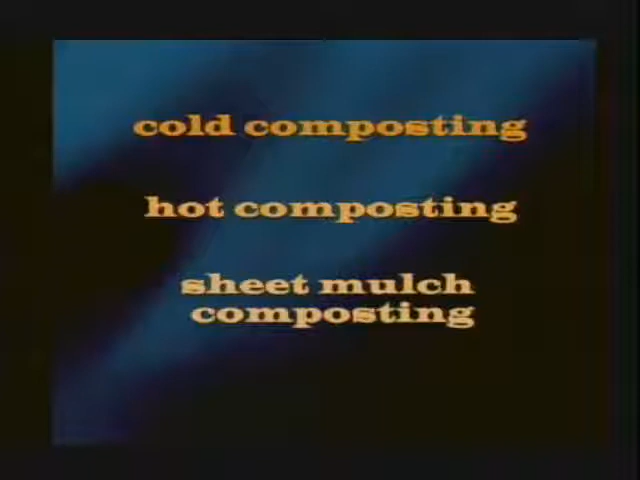 cold composting
hot composting
sheet mulch
composting